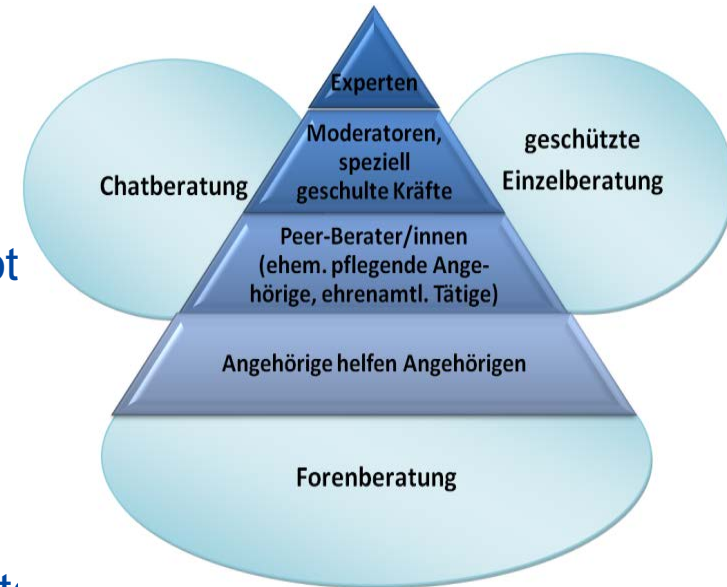 Experten
Moderatoren,
speziell
geschulte Kräfte
Chatberatung
geschützte
Einzelberatung
Peer-Berater/innen
(ehem. pflegende Ange-
hörige, ehrenamtl. Tätige)
Angehörige helfen Angehörigen
Forenberatung